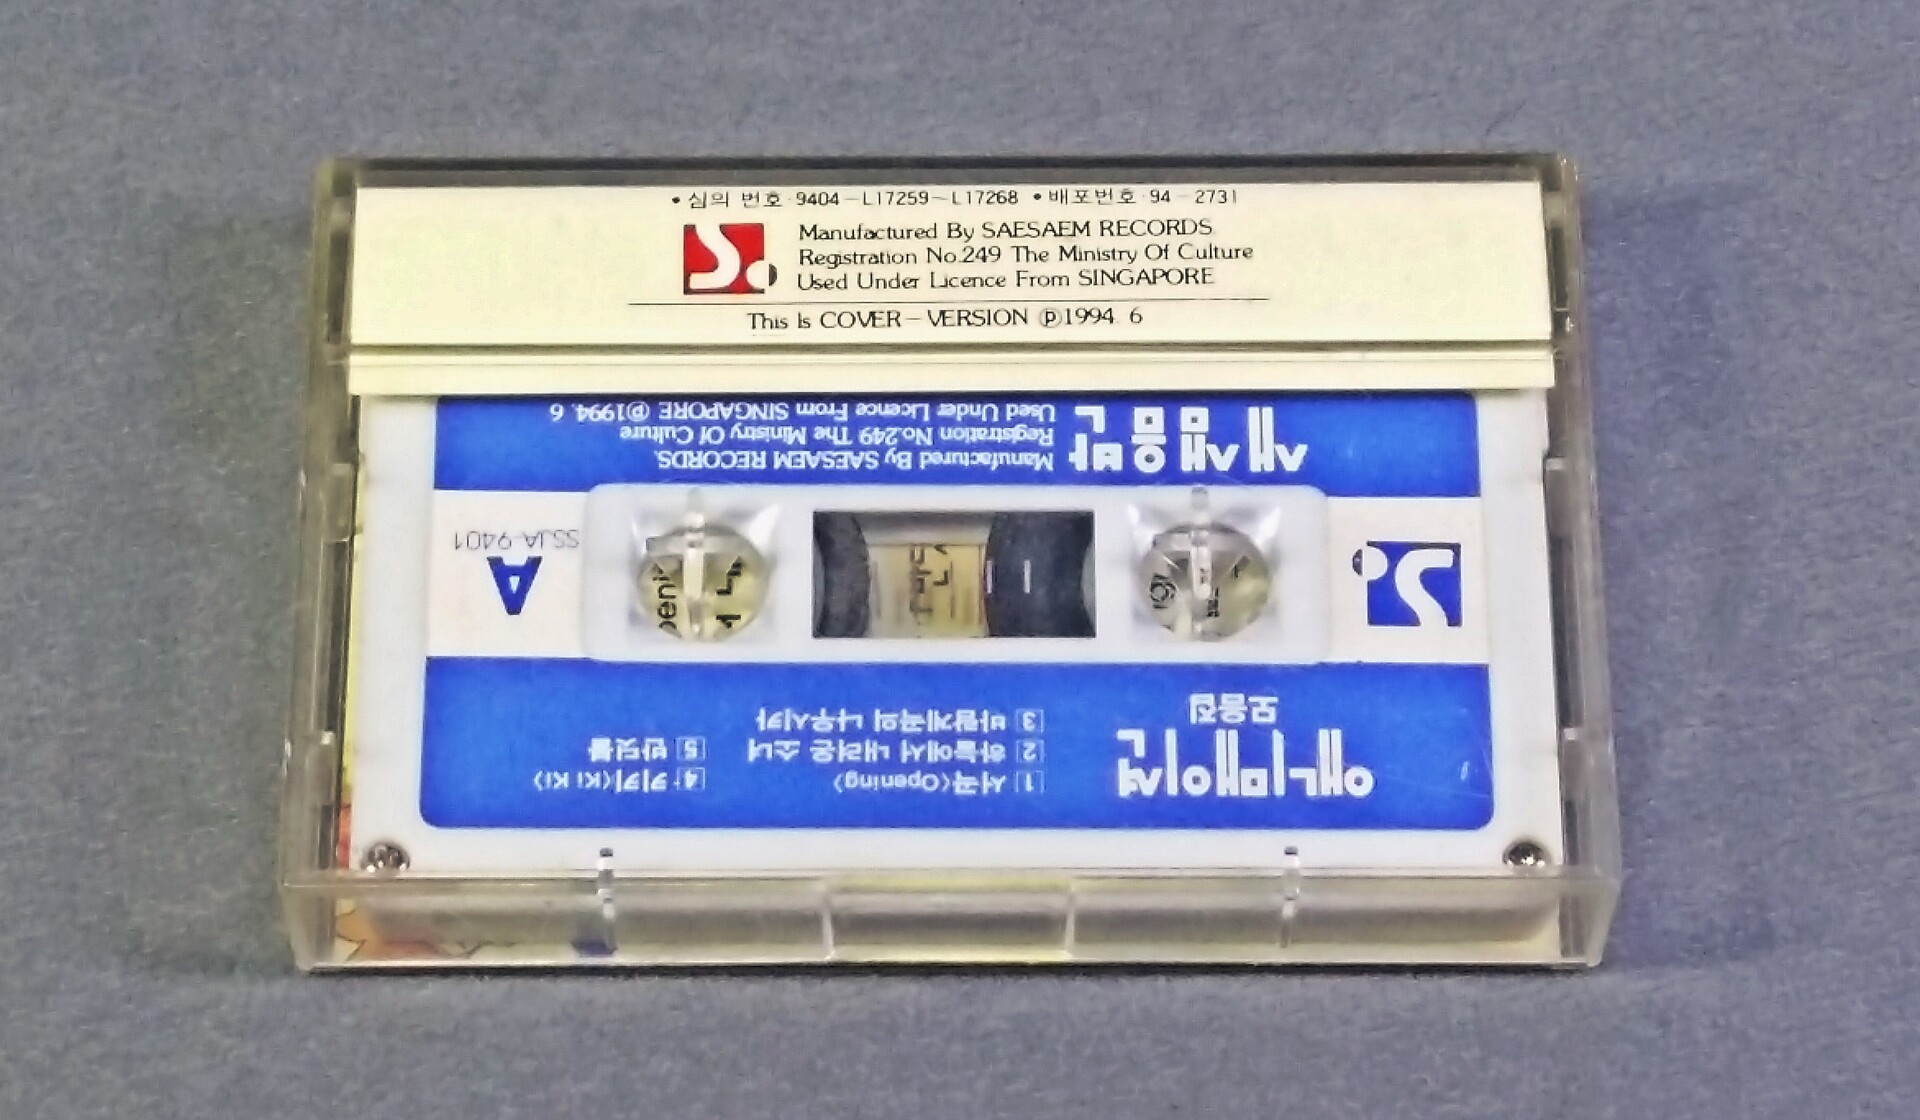 • 심의 번호·9404-L17259~L17268 • 배포번호·94-2731
Manufactured By SAESAEM RECORDS
Registration No.249 The Ministry Of Culture
Used Under Licence From SINGAPORE
This Is COVER-VERSION ℗1994. 6
애니메이션
모음집
1 서곡(Opening)
2 하늘에서 내려온 소녀
3 바람계곡의 나우시카
4 키키(Ki Ki)
5 반딧불
A
SSJA-9401
새샘음반
Manufactured By SAESAEM RECORDS.
Registration No.249 The Ministry Of Culture
Used Under Licence From SINGAPORE ℗1994. 6